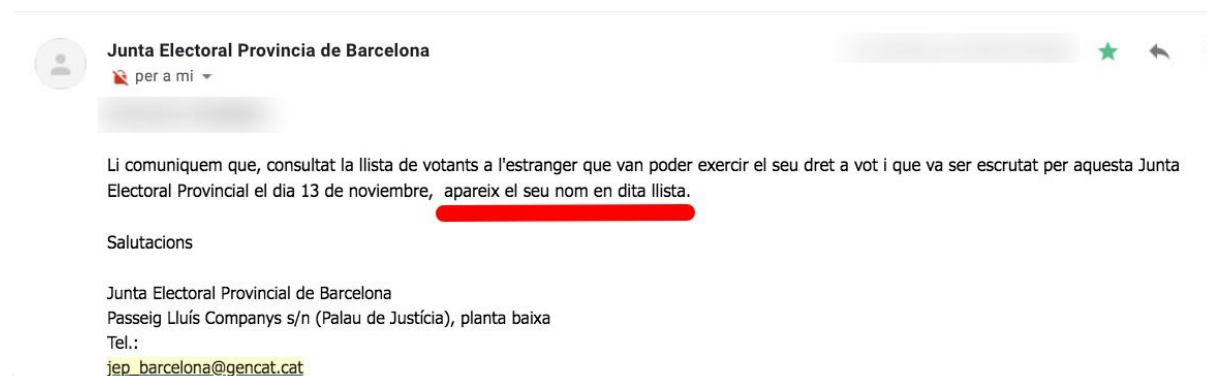 Junta Electoral Provincia de Barcelona
per a mi
Li comuniquem que, consultat la llista de votants a l'estranger que van poder exercir el seu dret a vot i que va ser escrutat per aquesta Junta
Electoral Provincial el dia 13 de noviembre, apareix el seu nom en dita llista.
Salutacions
Junta Electoral Provincial de Barcelona
Passeig Lluís Companys s/n (Palau de Justícia), planta baixa
Tel.:
jep_barcelona@gencat.cat